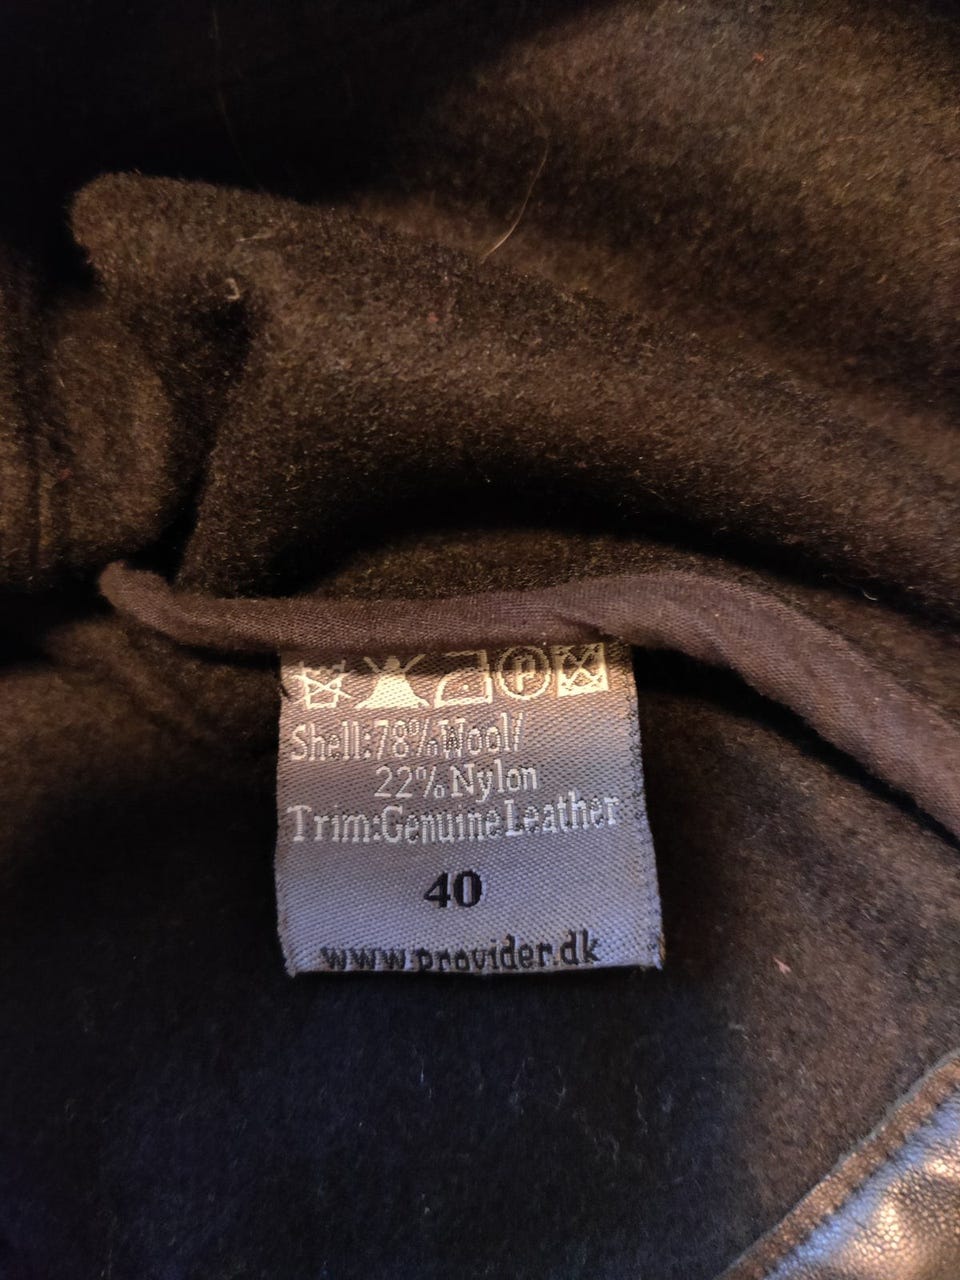 Shell:78%Wool/
22%Nylon
Trim:GenuineLeather
40
www.provider.dk